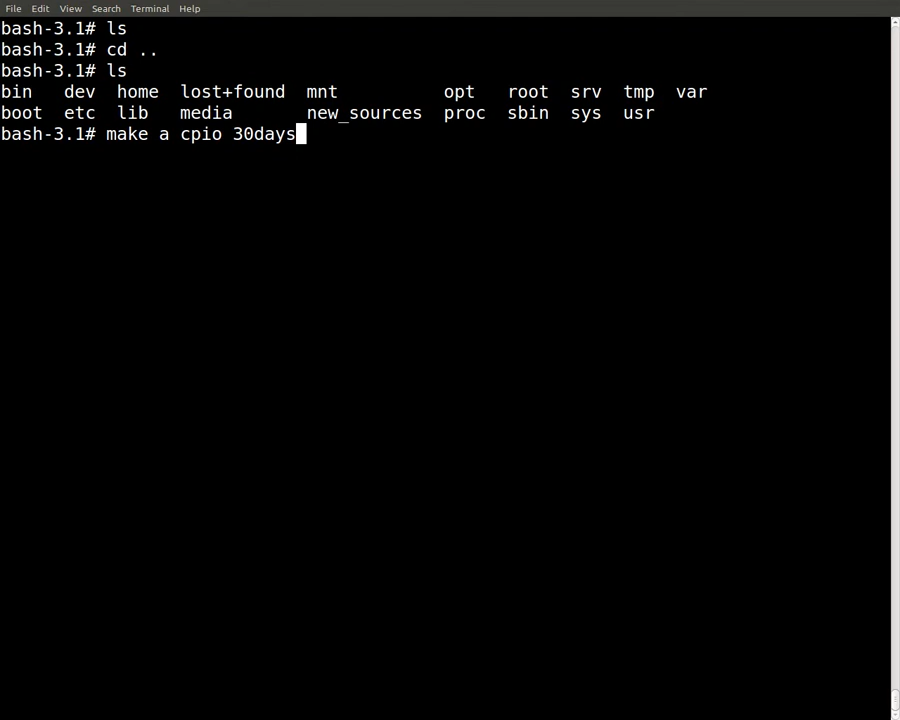 File Edit View Search Terminal Help
bash-3.1# ls
bash-3.1# cd ..
bash-3.1# ls
bin dev home lost+found mnt opt root srv tmp var
boot etc lib media new_sources proc sbin sys usr
bash-3.1# make a cpio 30days